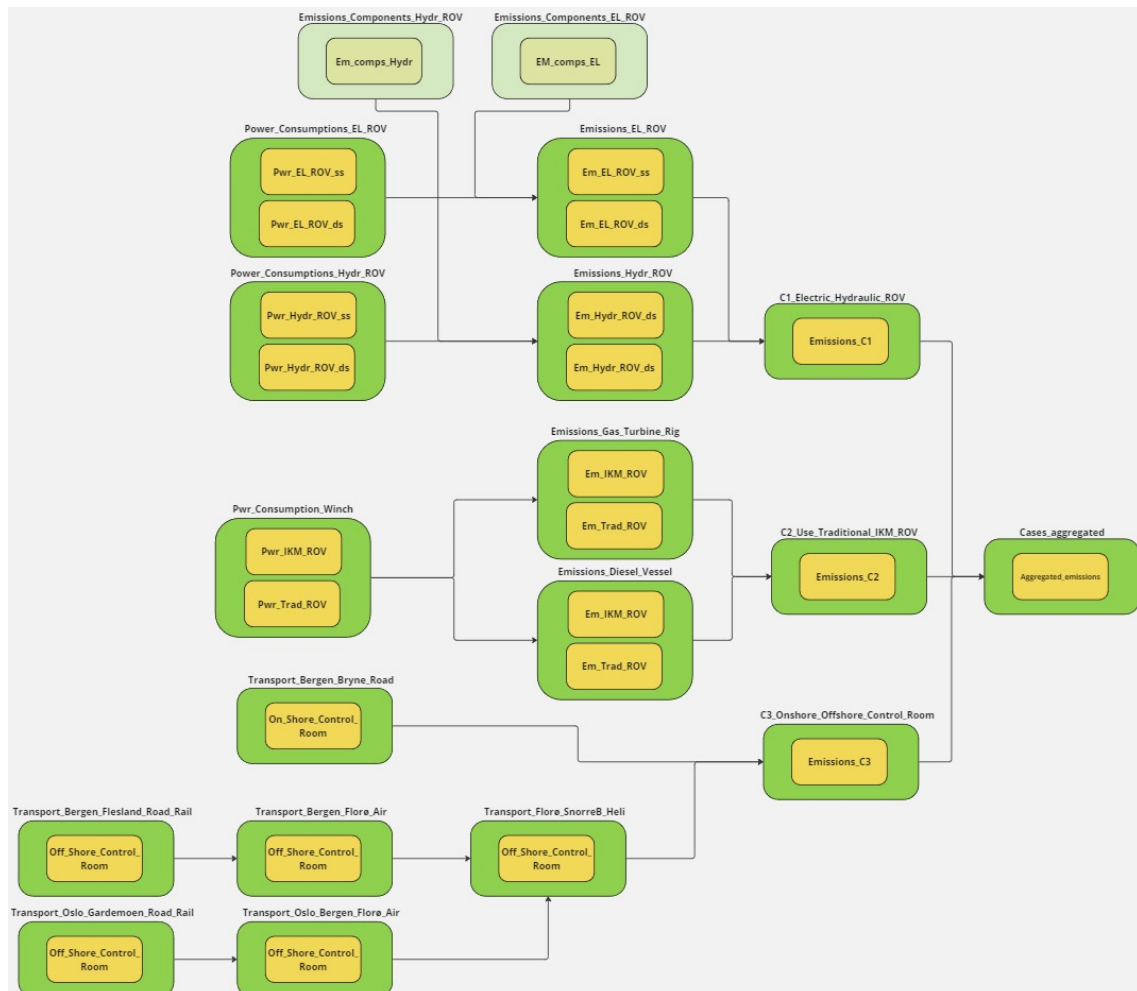 Emissions_Components_Hydr_ROV
Em_comps_Hydr
Emissions_Components_EL_ROV
EM_comps_EL
Power_Consumptions_EL_ROV
Pwr_EL_ROV_ss
Pwr_EL_ROV_ds
Emissions_EL_ROV
Em_EL_ROV_ss
Em_EL_ROV_ds
Power_Consumptions_Hydr_ROV
Pwr_Hydr_ROV_ss
Pwr_Hydr_ROV_ds
Emissions_Hydr_ROV
Em_Hydr_ROV_ds
Em_Hydr_ROV_ds
C1_Electric_Hydraulic_ROV
Emissions_C1
Pwr_Consumption_Winch
Pwr_IKM_ROV
Pwr_Trad_ROV
Emissions_Gas_Turbine_Rig
Em_IKM_ROV
Em_Trad_ROV
Emissions_Diesel_Vessel
Em_IKM_ROV
Em_Trad_ROV
C2_Use_Traditional_IKM_ROV
Emissions_C2
Cases_aggregated
Aggregated_emissions
Transport_Bergen_Bryne_Road
On_Shore_Control_
Room
C3_Onshore_Offshore_Control_Room
Emissions_C3
Transport_Bergen_Flesland_Road_Rail
Off_Shore_Control_
Room
Transport_Bergen_Florø_Air
Off_Shore_Control_
Room
Transport_Florø_SnorreB_Heli
Off_Shore_Control_
Room
Transport_Oslo_Gardemoen_Road_Rail
Off_Shore_Control_
Room
Transport_Oslo_Bergen_Florø_Air
Off_Shore_Control_
Room